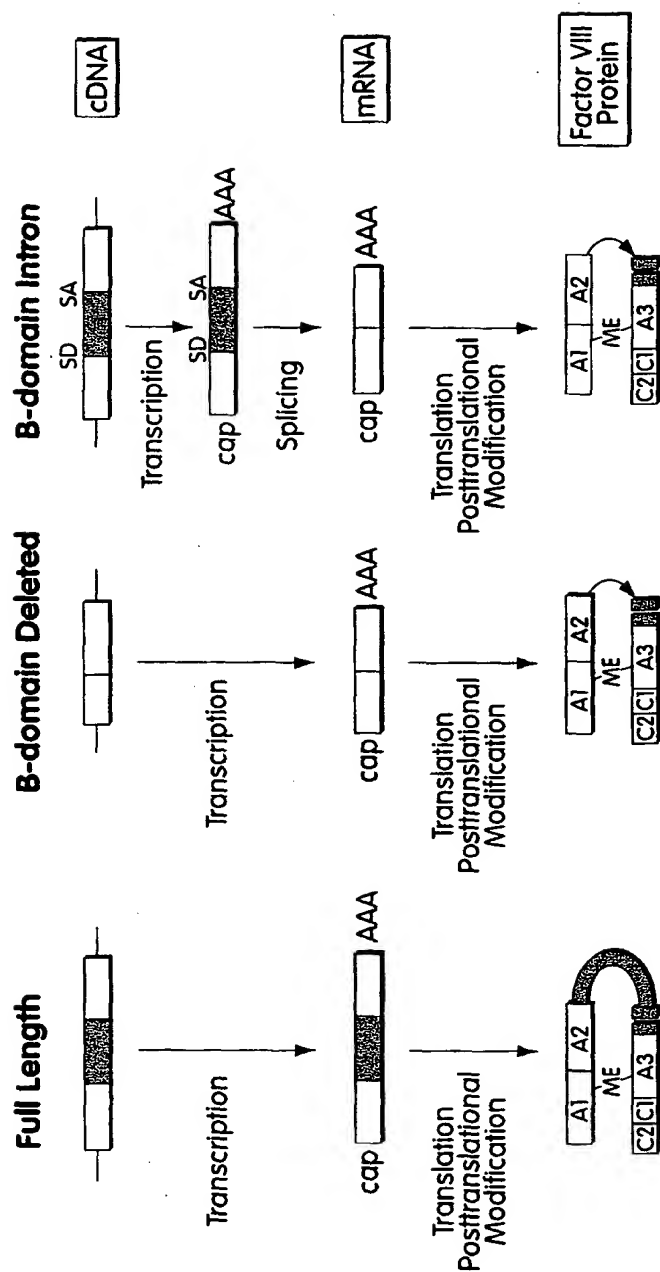 Full Length
B-domain Deleted
B-domain Intron
cDNA
SD
SA
Transcription
Transcription
Transcription
SD
SA
cap
AAA
Splicing
cap
AAA
cap
AAA
cap
AAA
mRNA
Translation
Posttranslational
Modification
Translation
Posttranslational
Modification
Translation
Posttranslational
Modification
A1
A2
ME
C2
C1
A3
A1
A2
ME
C2
C1
A3
A1
A2
ME
C2
C1
A3
Factor VIII
Protein